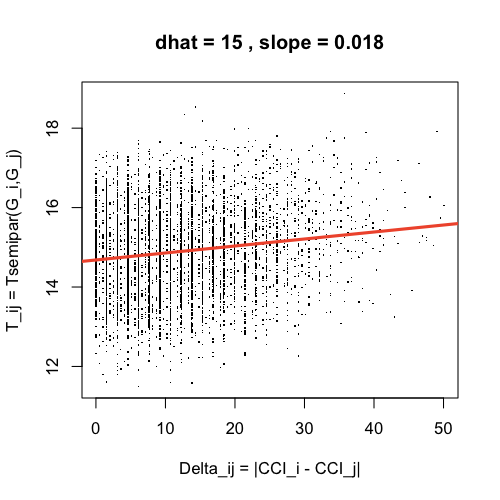 dhat = 15 , slope = 0.018
T_ij = Tsemipar(G_i,G_j)
18
16
14
12
0 10 20 30 40 50
Delta_ij = |CCI_i - CCI_j|